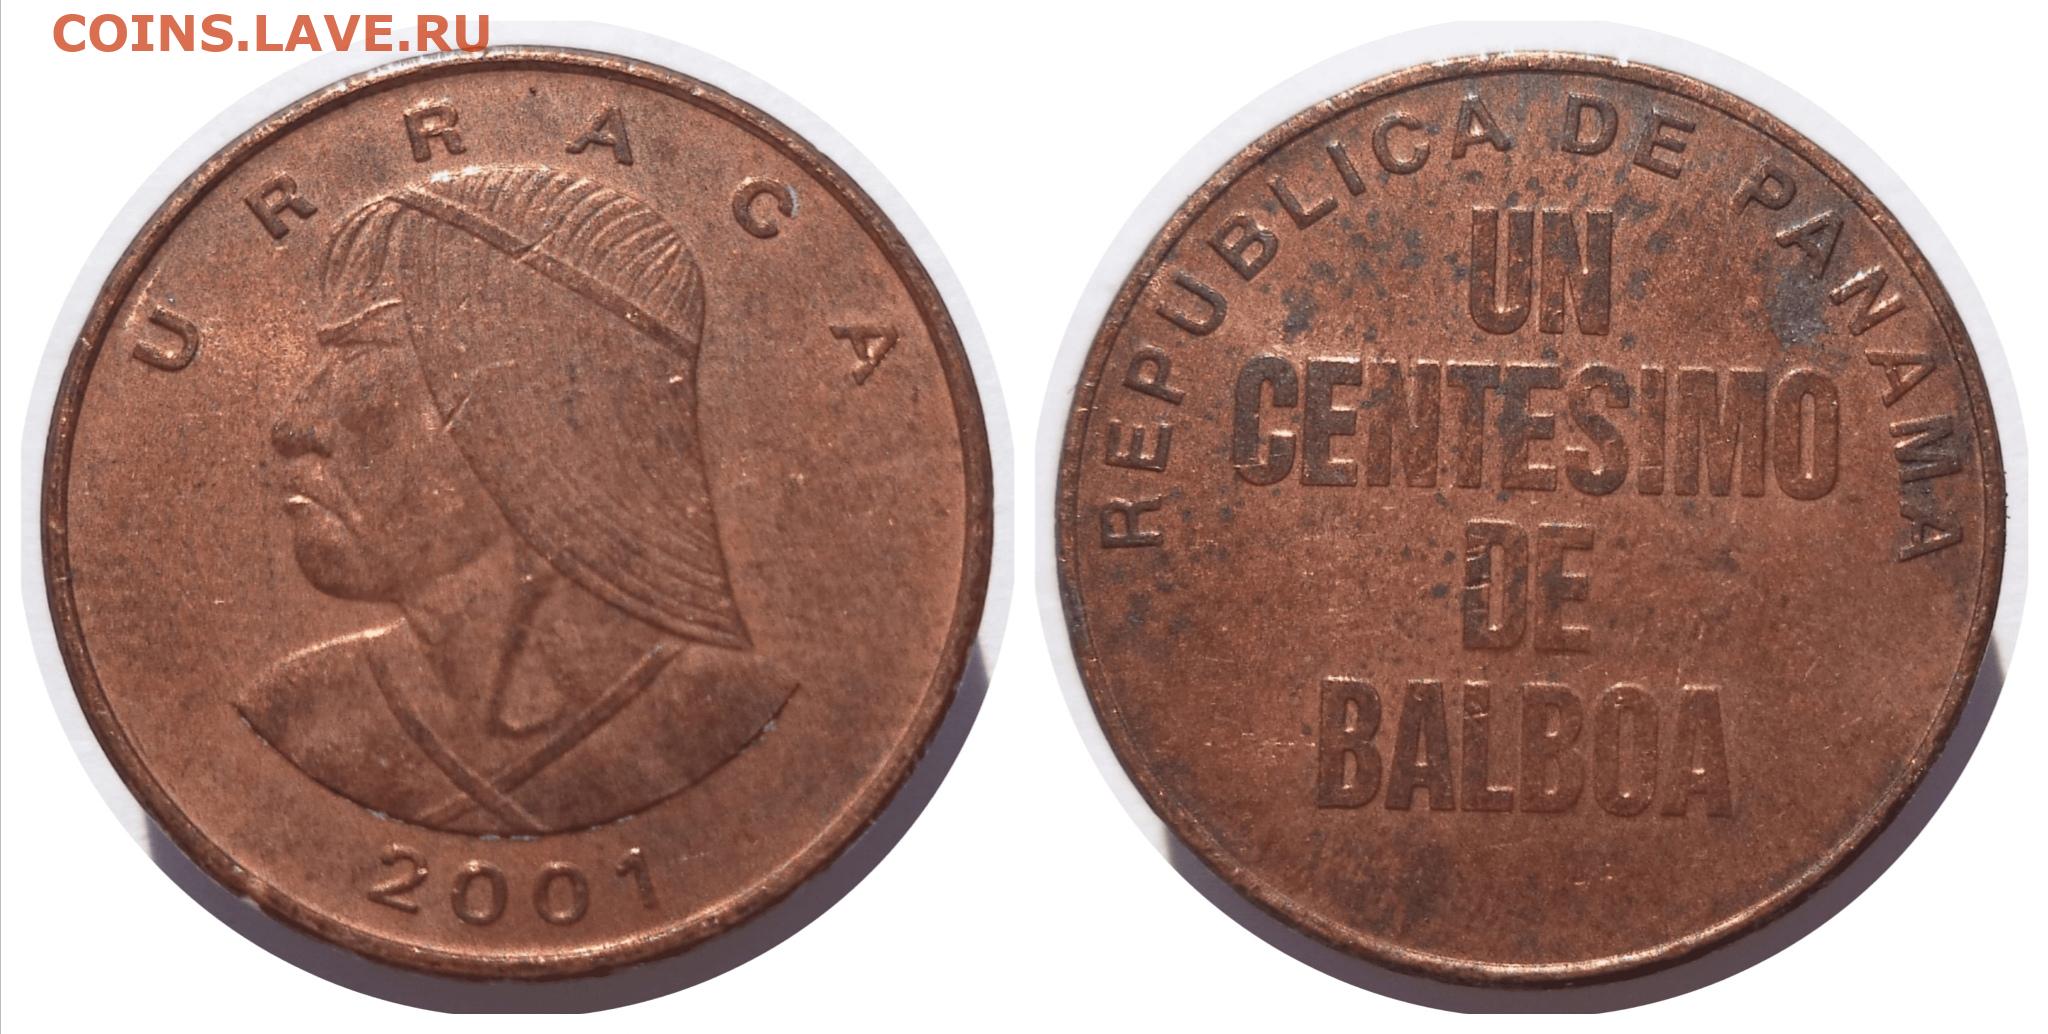 COINS.LAVE.RU
URRACA
2001
REPUBLICA DE PANAMA
UN
CENTESIMO
DE
BALBOA